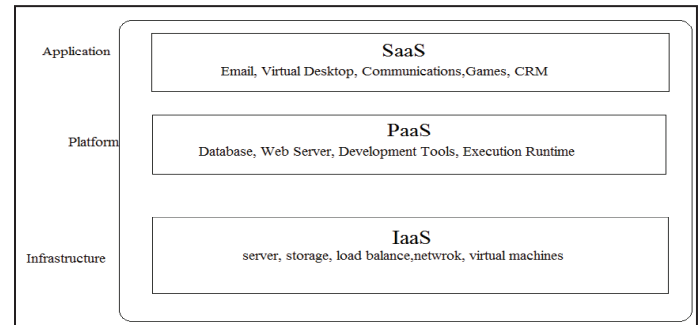 Application
SaaS
Email, Virtual Desktop, Communications,Games, CRM
Platform
PaaS
Database, Web Server, Development Tools, Execution Runtime
IaaS
server, storage, load balance,netwrok, virtual machines
Infrastructure